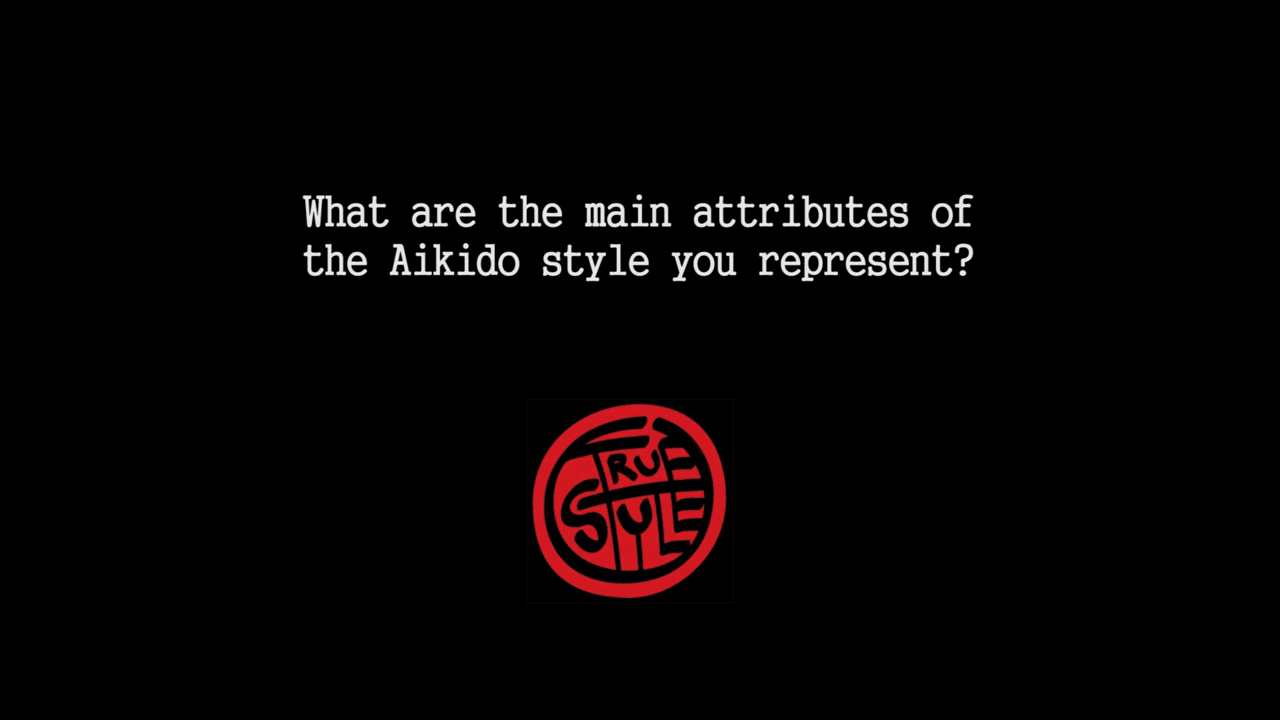 What are the main attributes of
the Aikido style you represent?
TRUE
STYLE